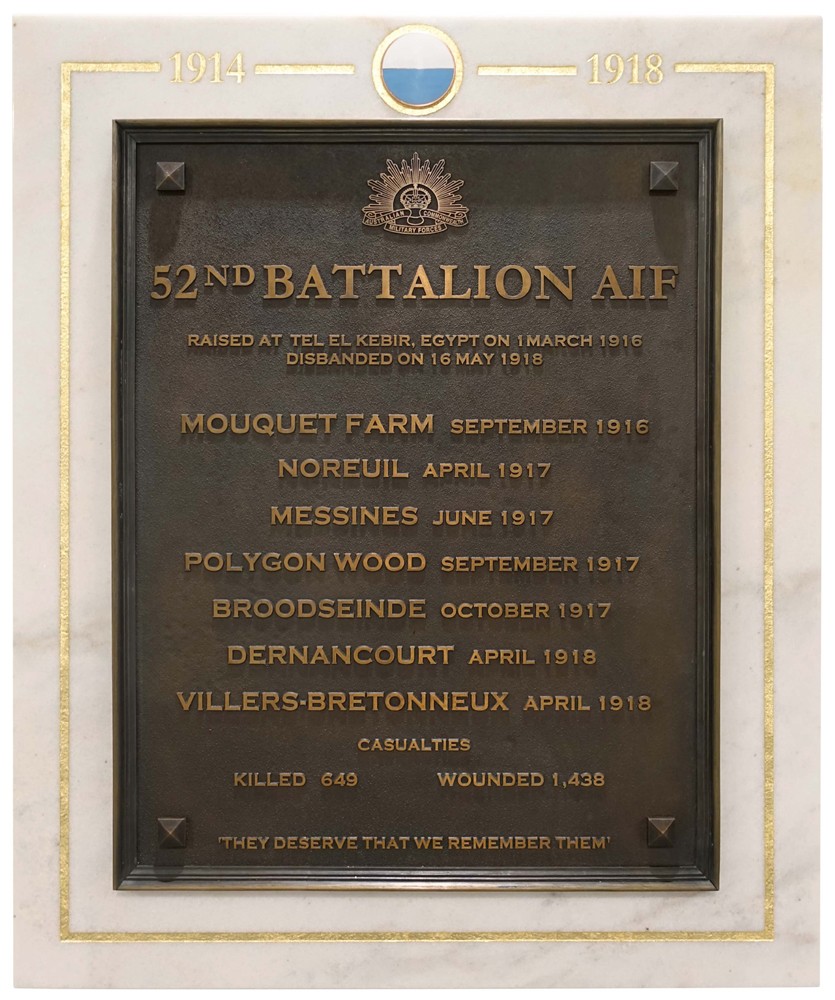 1914 1918
AUSTRALIAN COMMONWEALTH
MILITARY FORCES
52ND BATTALION AIF
RAISED AT TEL EL KEBIR, EGYPT ON 1 MARCH 1916
DISBANDED ON 16 MAY 1918
MOUQUET FARM SEPTEMBER 1916
NOREUIL APRIL 1917
MESSINES JUNE 1917
POLYGON WOOD SEPTEMBER 1917
BROODSEINDE OCTOBER 1917
DERNANCOURT APRIL 1918
VILLERS-BRETONNEUX APRIL 1918
CASUALTIES
KILLED 649 WOUNDED 1,438
'THEY DESERVE THAT WE REMEMBER THEM'